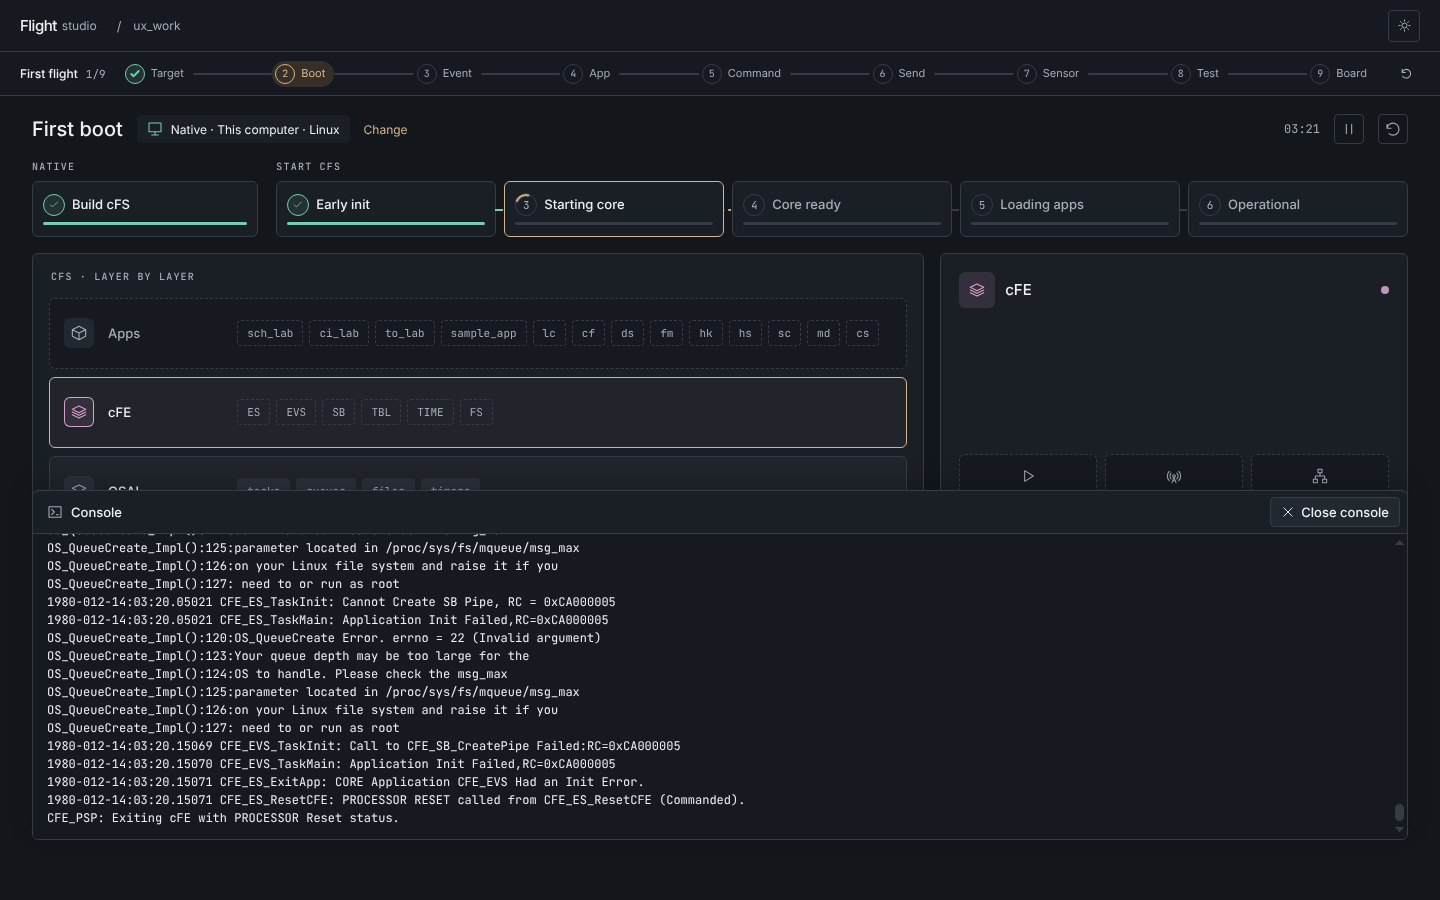 Flight studio / ux_work
First flight 1/9 Target 2 Boot 3 Event 4 App 5 Command 6 Send 7 Sensor 8 Test 9 Board
First boot Native · This computer · Linux Change 03:21
NATIVE START CFS
Build cFS Early init 3 Starting core 4 Core ready 5 Loading apps 6 Operational
CFS · LAYER BY LAYER
cFE
Apps sch_lab ci_lab to_lab sample_app lc cf ds fm hk hs sc md cs
cFE ES EVS SB TBL TIME FS
Console Close console
OS_QueueCreate_Impl():125:parameter located in /proc/sys/fs/mqueue/msg_max
OS_QueueCreate_Impl():126:on your Linux file system and raise it if you
OS_QueueCreate_Impl():127: need to or run as root
1980-012-14:03:20.05021 CFE_ES_TaskInit: Cannot Create SB Pipe, RC = 0xCA000005
1980-012-14:03:20.05021 CFE_ES_TaskMain: Application Init Failed,RC=0xCA000005
OS_QueueCreate_Impl():120:OS_QueueCreate Error. errno = 22 (Invalid argument)
OS_QueueCreate_Impl():123:Your queue depth may be too large for the
OS_QueueCreate_Impl():124:OS to handle. Please check the msg_max
OS_QueueCreate_Impl():125:parameter located in /proc/sys/fs/mqueue/msg_max
OS_QueueCreate_Impl():126:on your Linux file system and raise it if you
OS_QueueCreate_Impl():127: need to or run as root
1980-012-14:03:20.15069 CFE_EVS_TaskInit: Call to CFE_SB_CreatePipe Failed:RC=0xCA000005
1980-012-14:03:20.15070 CFE_EVS_TaskMain: Application Init Failed,RC=0xCA000005
1980-012-14:03:20.15071 CFE_ES_ExitApp: CORE Application CFE_EVS Had an Init Error.
1980-012-14:03:20.15071 CFE_ES_ResetCFE: PROCESSOR RESET called from CFE_ES_ResetCFE (Commanded).
CFE_PSP: Exiting cFE with PROCESSOR Reset status.